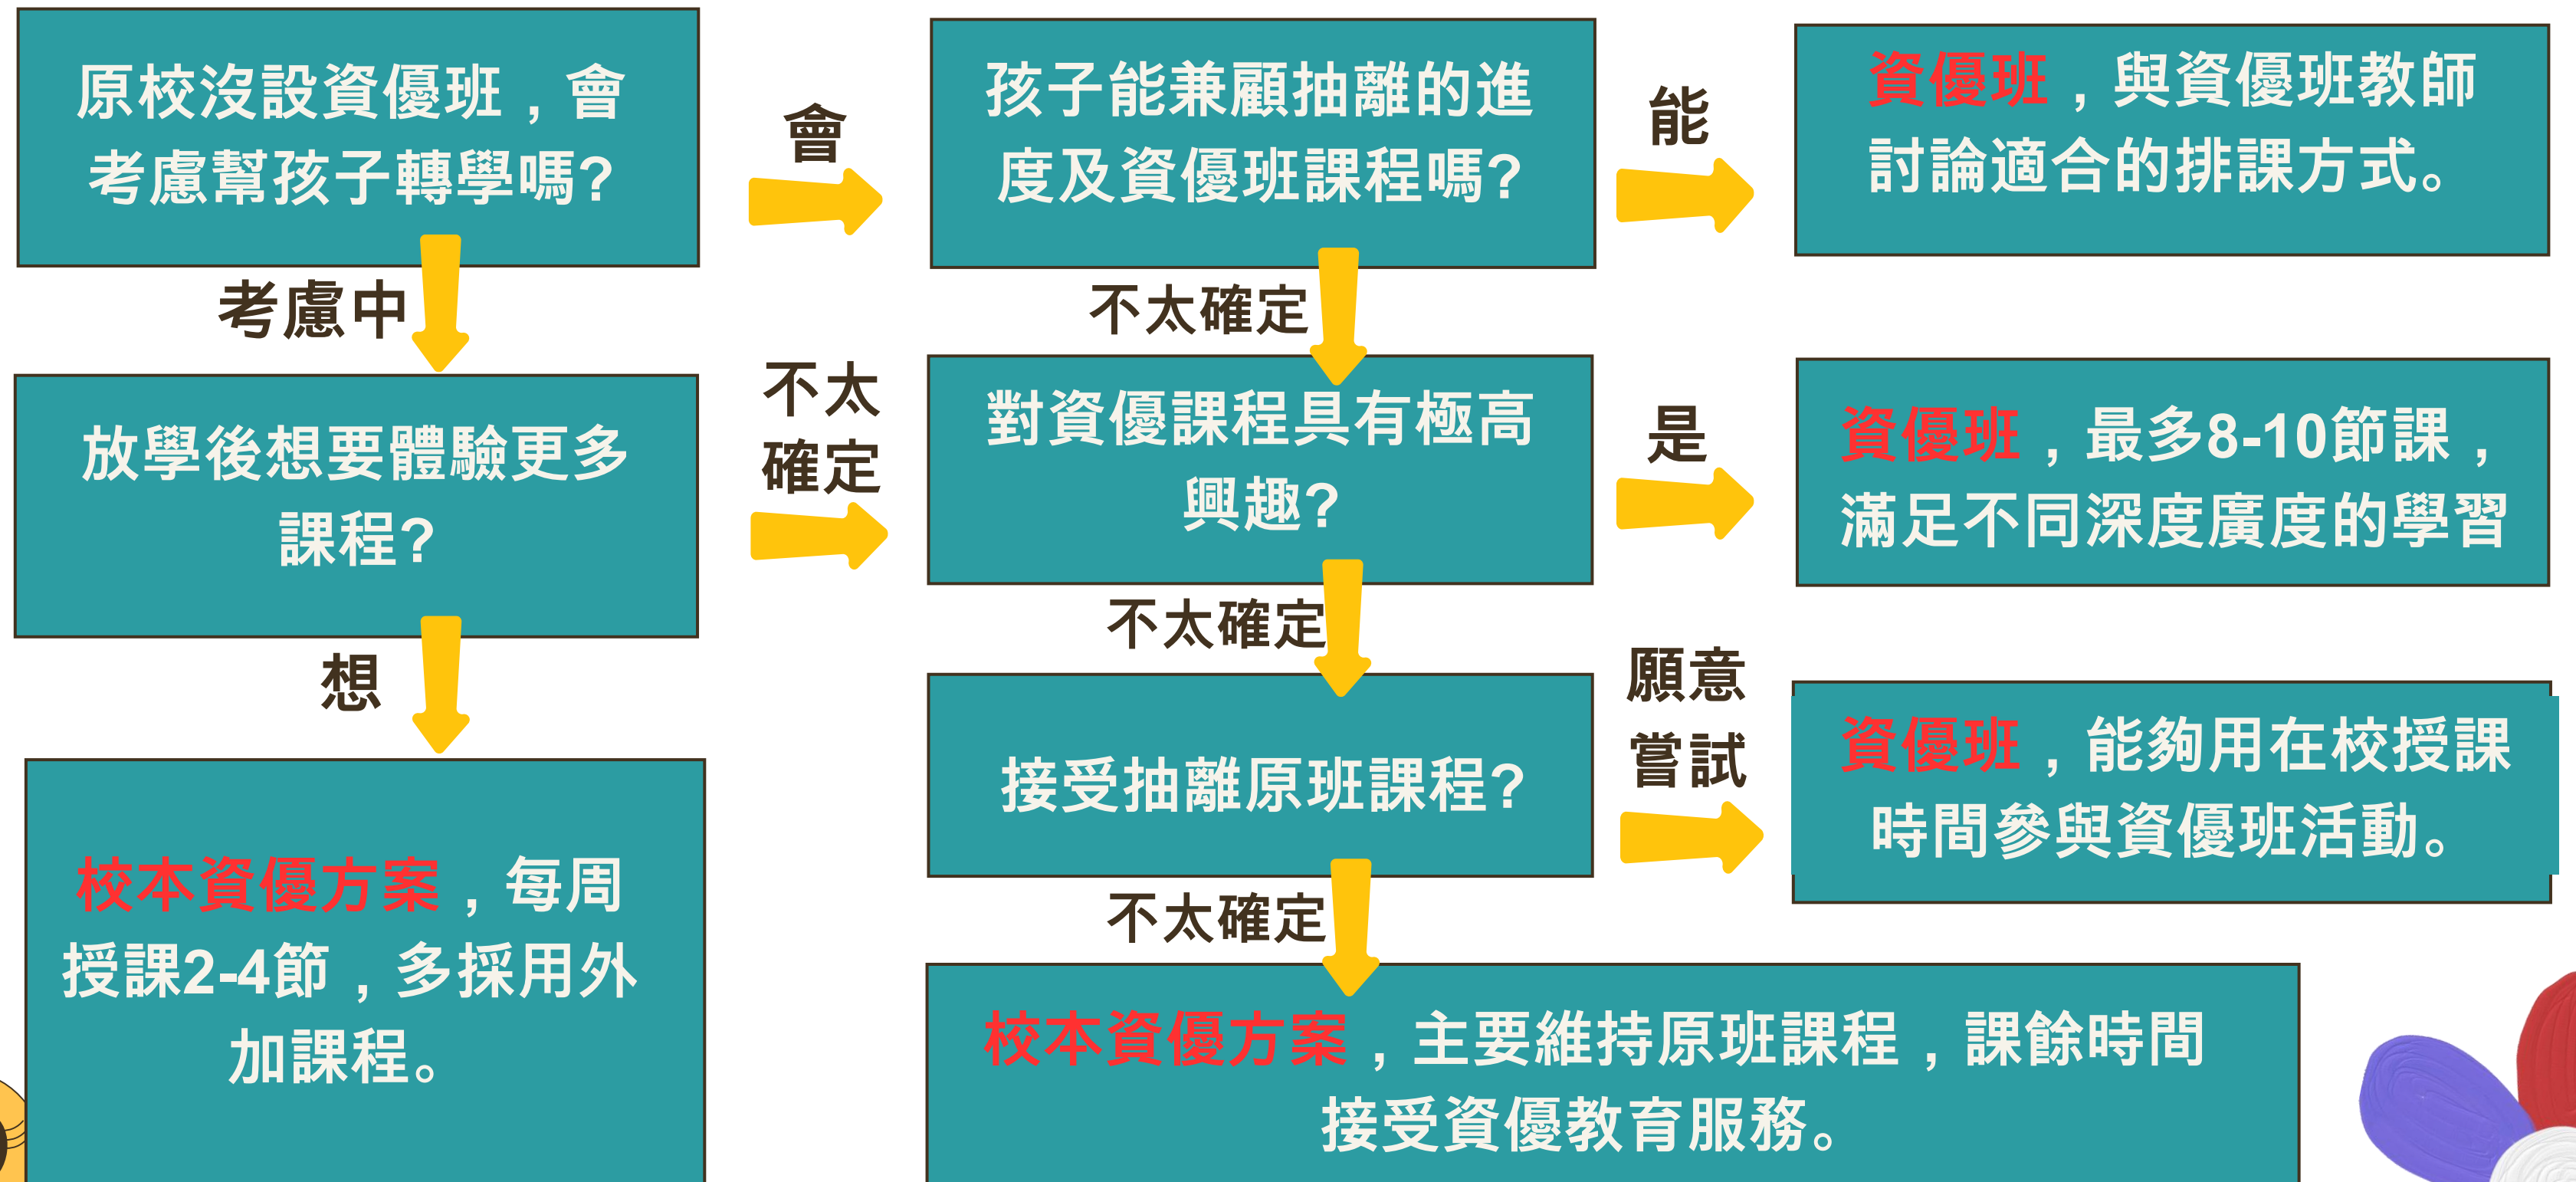 原校沒設資優班，會
考慮幫孩子轉學嗎?
會
孩子能兼顧抽離的進
度及資優班課程嗎?
能
資優班，與資優班教師
討論適合的排課方式。
考慮中
不太確定
放學後想要體驗更多
課程?
不太
確定
對資優課程具有極高
興趣?
是
資優班，最多8-10節課，
滿足不同深度廣度的學習
想
不太確定
接受抽離原班課程?
願意
嘗試
資優班，能夠用在校授課
時間參與資優班活動。
不太確定
校本資優方案，每周
授課2-4節，多採用外
加課程。
校本資優方案，主要維持原班課程，課餘時間
接受資優教育服務。